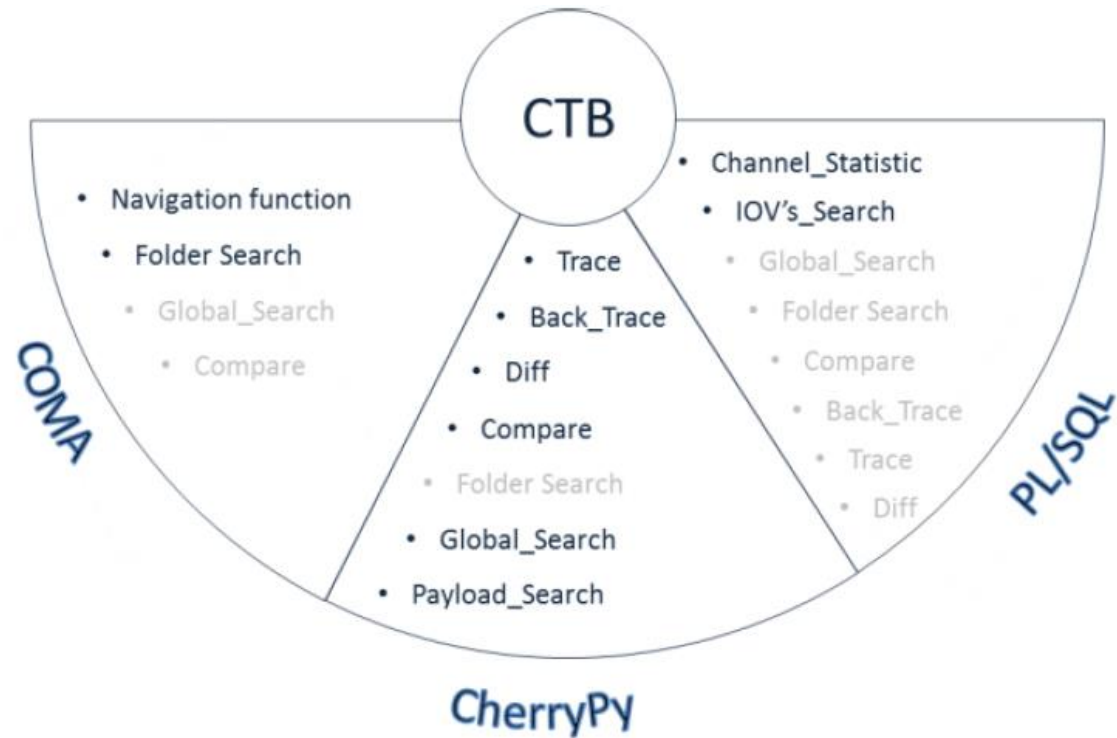 CTB
• Navigation function
• Folder Search
• Global_Search
• Compare
COMA
• Trace
• Back_Trace
• Diff
• Compare
• Folder Search
• Global_Search
• Payload_Search
CherryPy
• Channel_Statistic
• IOV's_Search
• Global_Search
• Folder Search
• Compare
• Back_Trace
• Trace
• Diff
PL/SQL